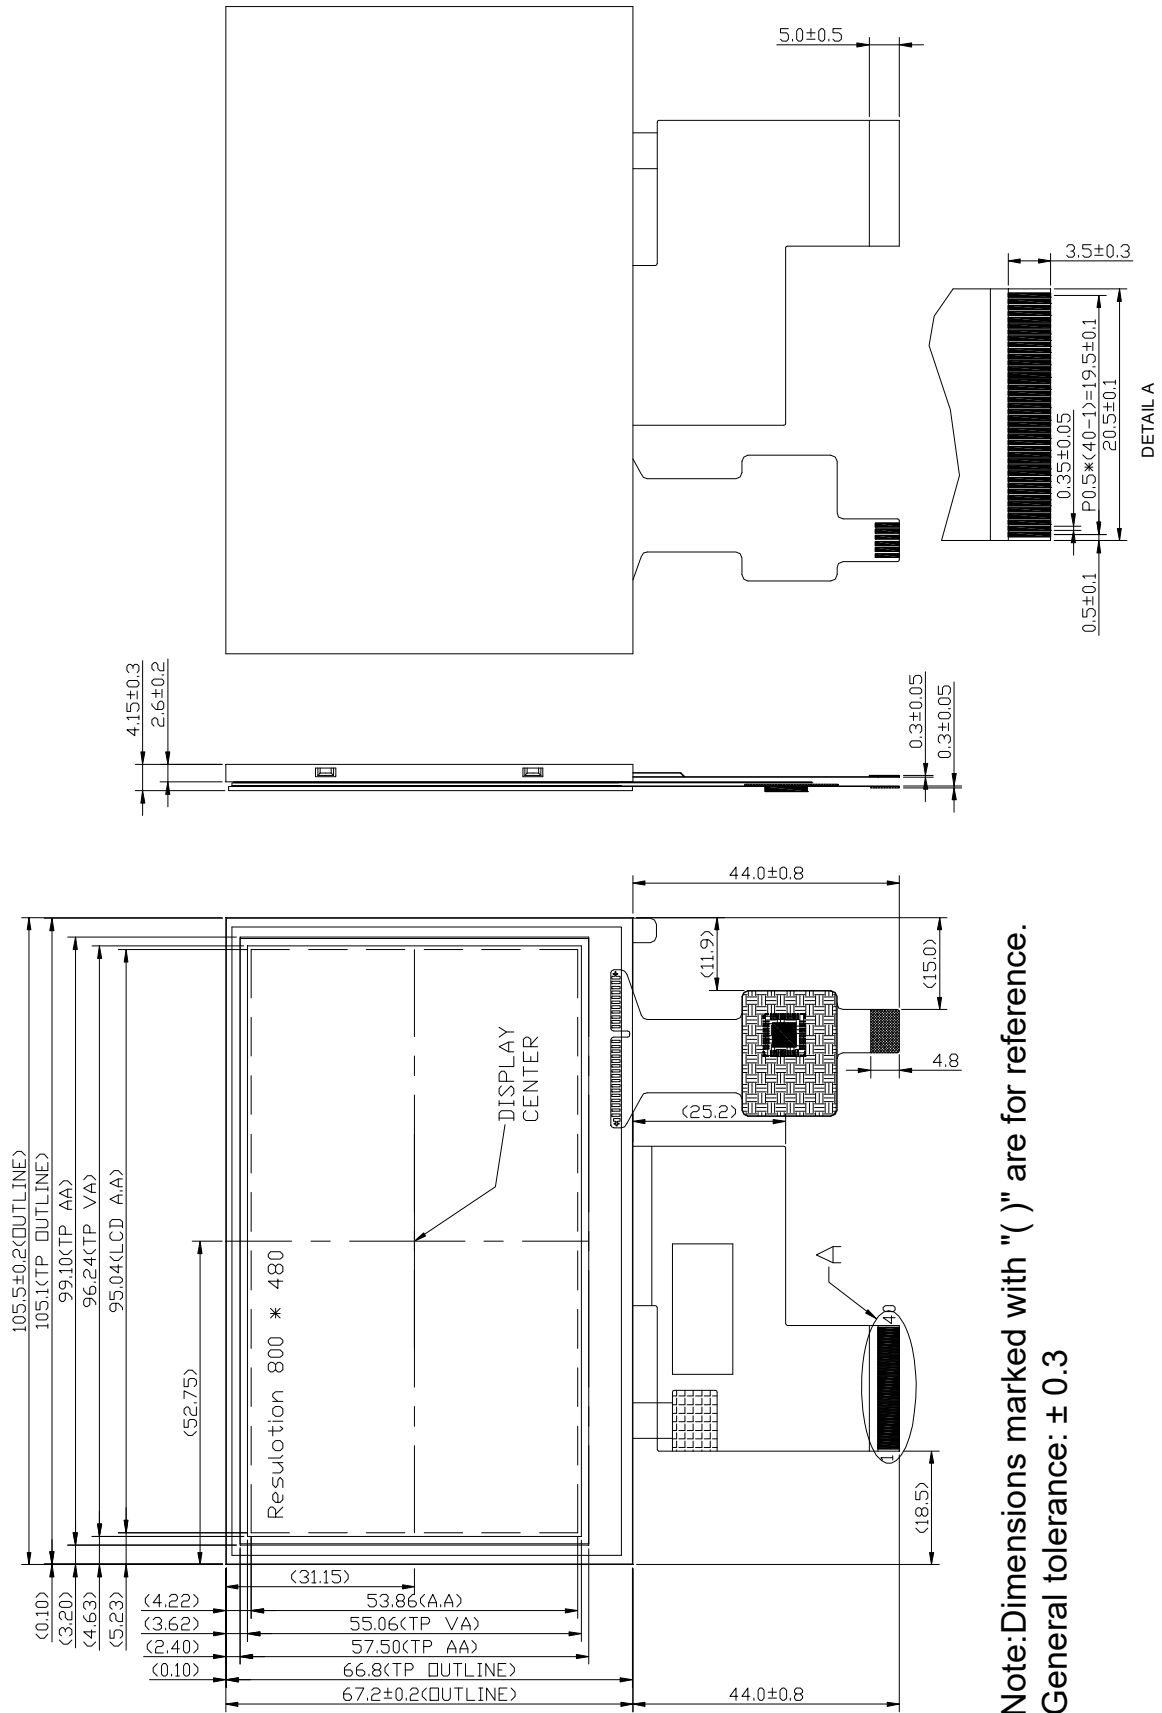 5.0±0.5
3.5±0.3
P0.5*(40-1)=19.5±0.1
20.5±0.1
0.35±0.05
0.5±0.1
DETAIL A
4.15±0.3
2.6±0.2
0.3±0.05
0.3±0.05
105.5±0.2(OUTLINE)
105.1(TP OUTLINE)
99.10(TP AA)
96.24(TP VA)
95.04(LCD A.A)
(52.75)
(0.10)
(3.20)
(4.63)
(5.23)
DISPLAY
CENTER
Resulotion 800 * 480
44.0±0.8
(11.9)
(15.0)
4.8
(25.2)
A
40
1
(18.5)
(31.15)
(4.22)
53.86(A.A)
(3.62)
55.06(TP VA)
(2.40)
57.50(TP AA)
(0.10)
66.8(TP OUTLINE)
67.2±0.2(OUTLINE)
44.0±0.8
Note:Dimensions marked with "( )" are for reference.
General tolerance: ± 0.3